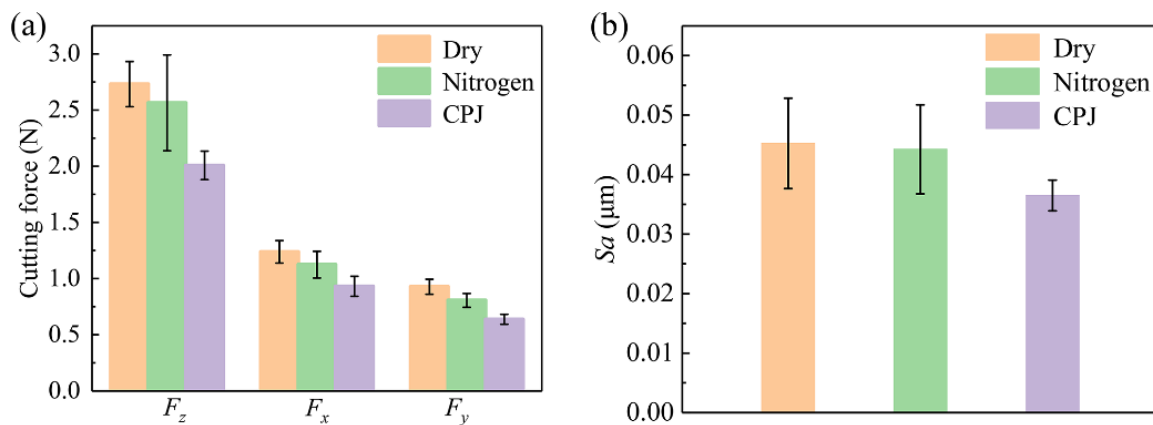 (a)
Cutting force (N)
3.0
2.5
2.0
1.5
1.0
0.5
0.0
Dry
Nitrogen
CPJ
Fz
Fx
Fy
(b)
Sa (μm)
0.06
0.05
0.04
0.03
0.02
0.01
0.00
Dry
Nitrogen
CPJ